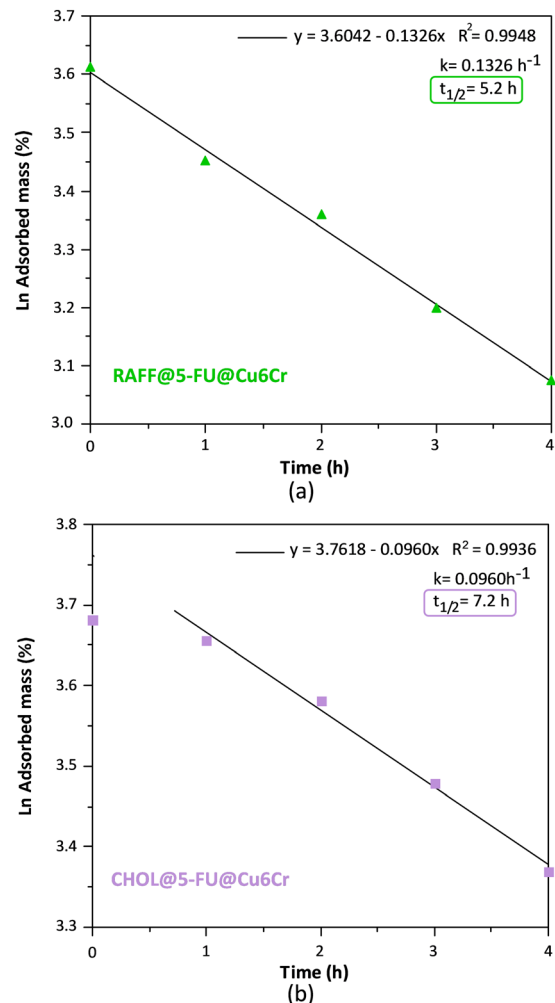 3.7
y = 3.6042 - 0.1326x R²= 0.9948
k= 0.1326 h⁻¹
t1/2= 5.2 h
3.6
3.5
3.4
3.3
3.2
3.1
3.0
Ln Adsorbed mass (%)
RAFF@5-FU@Cu6Cr
0 1 2 3 4
Time (h)
(a)
3.8
y = 3.7618 - 0.0960x R² = 0.9936
k= 0.0960h⁻¹
t1/2= 7.2 h
3.7
3.6
3.5
3.4
3.3
Ln Adsorbed mass (%)
CHOL@5-FU@Cu6Cr
0 1 2 3 4
Time (h)
(b)